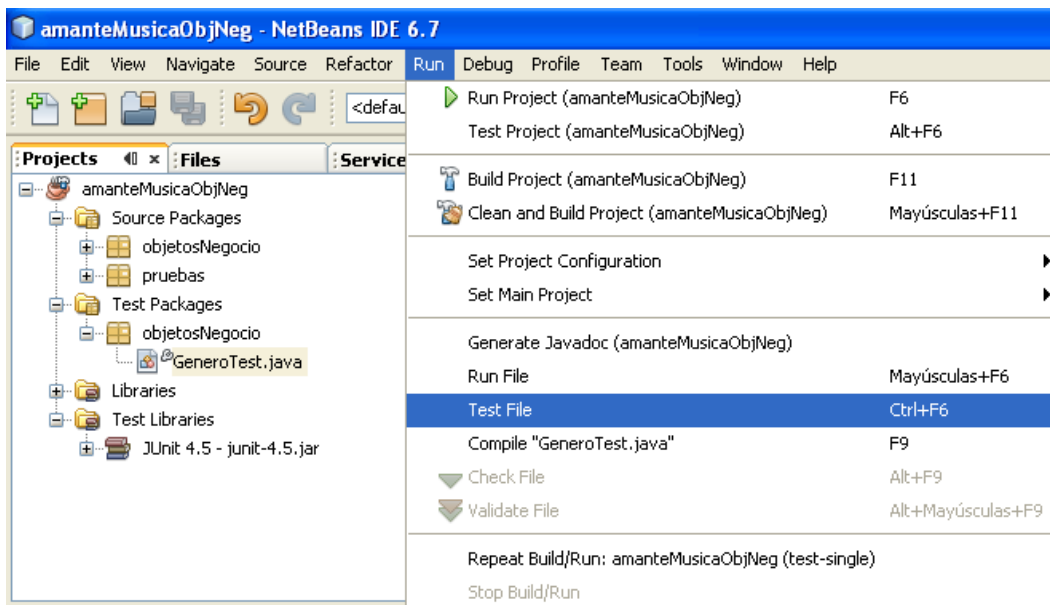 amanteMusicaObjNeg - NetBeans IDE 6.7
File Edit View Navigate Source Refactor Run Debug Profile Team Tools Window Help
<defau
Projects Files Service
amanteMusicaObjNeg
Source Packages
objetosNegocio
pruebas
Test Packages
objetosNegocio
GeneroTest.java
Libraries
Test Libraries
JUnit 4.5 - junit-4.5.jar
Run Project (amanteMusicaObjNeg) F6
Test Project (amanteMusicaObjNeg) Alt+F6
Build Project (amanteMusicaObjNeg) F11
Clean and Build Project (amanteMusicaObjNeg) Mayúsculas+F11
Set Project Configuration
Set Main Project
Generate Javadoc (amanteMusicaObjNeg)
Run File Mayúsculas+F6
Test File Ctrl+F6
Compile "GeneroTest.java" F9
Check File Alt+F9
Validate File Alt+Mayúsculas+F9
Repeat Build/Run: amanteMusicaObjNeg (test-single)
Stop Build/Run